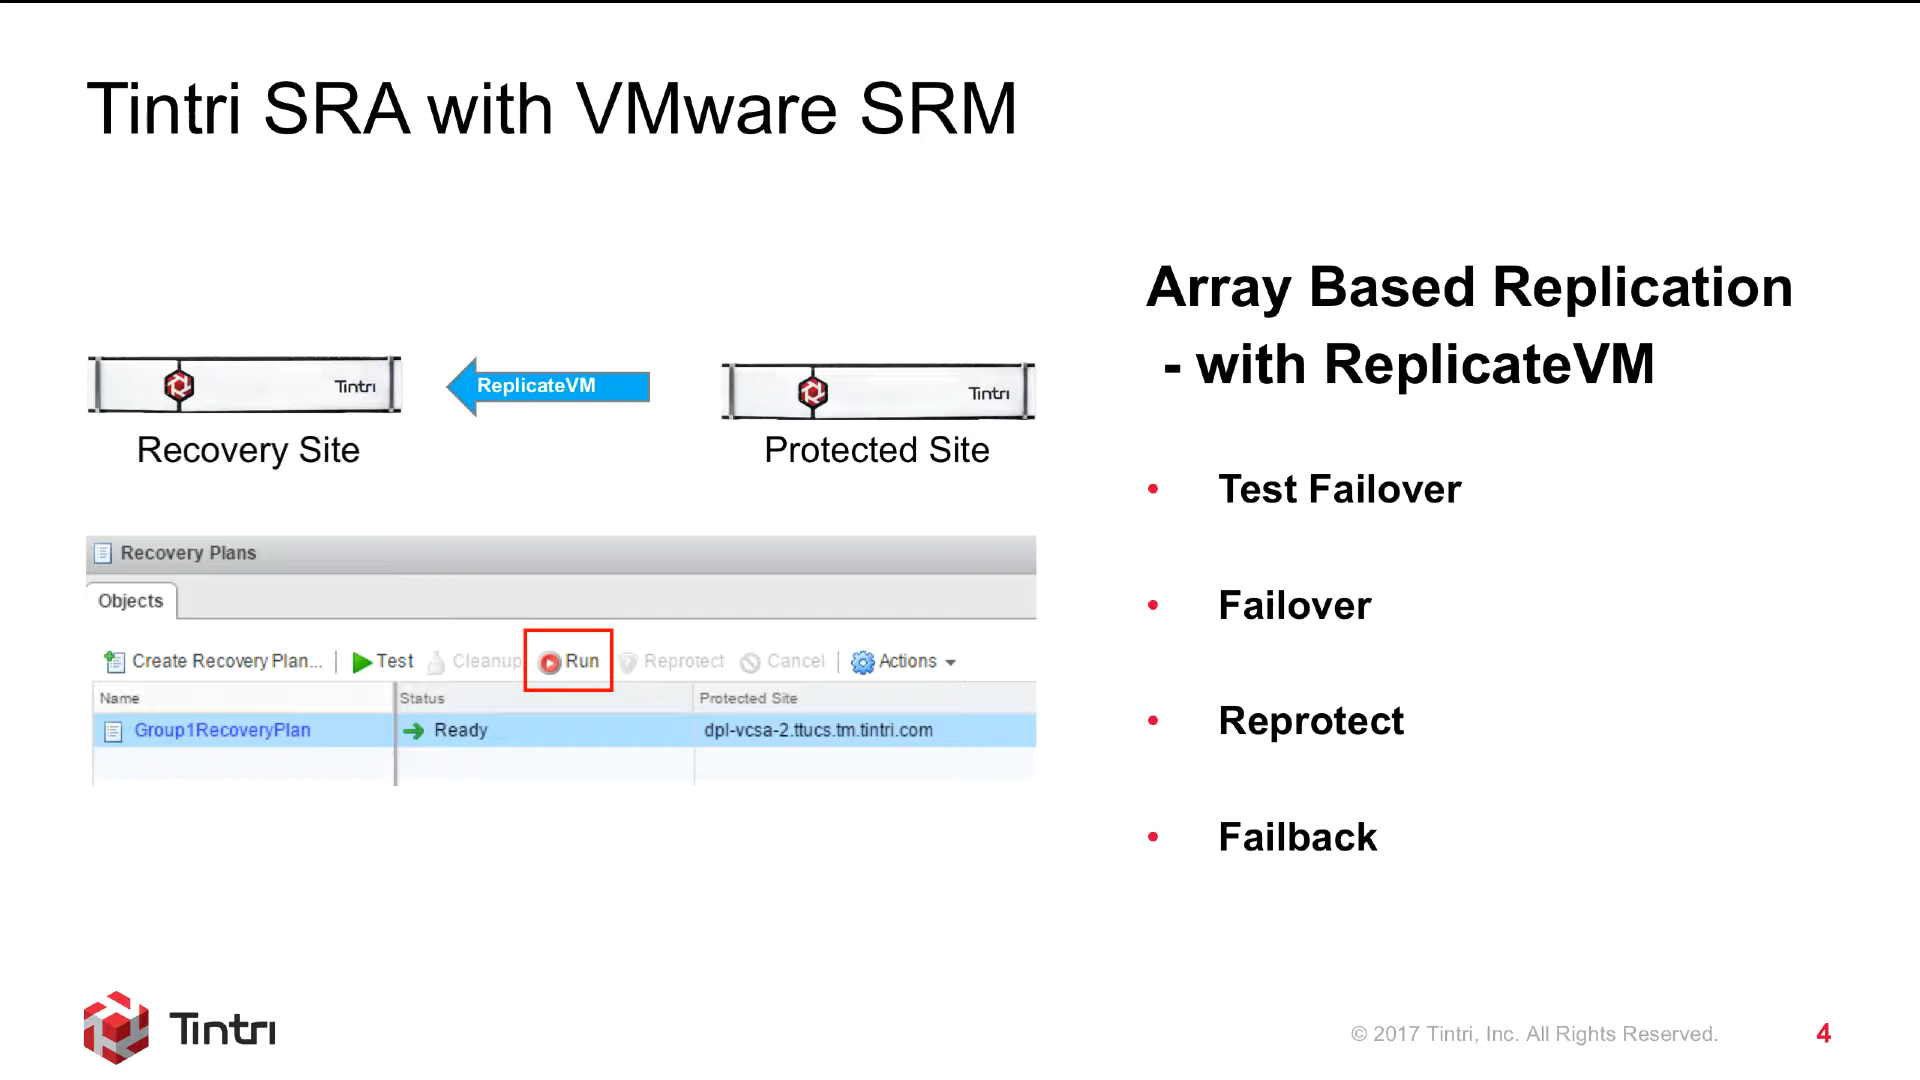 Tintri SRA with VMware SRM
Tintri
ReplicateVM
Tintri
Recovery Site
Protected Site
Recovery Plans
Objects
Create Recovery Plan...
Test
Cleanup
Run
Reprotect
Cancel
Actions
Name
Status
Protected Site
Group1RecoveryPlan
Ready
dpl-vcsa-2.ttucs.tm.tintri.com
Array Based Replication
- with ReplicateVM
• Test Failover
• Failover
• Reprotect
• Failback
Tintri
© 2017 Tintri, Inc. All Rights Reserved.
4